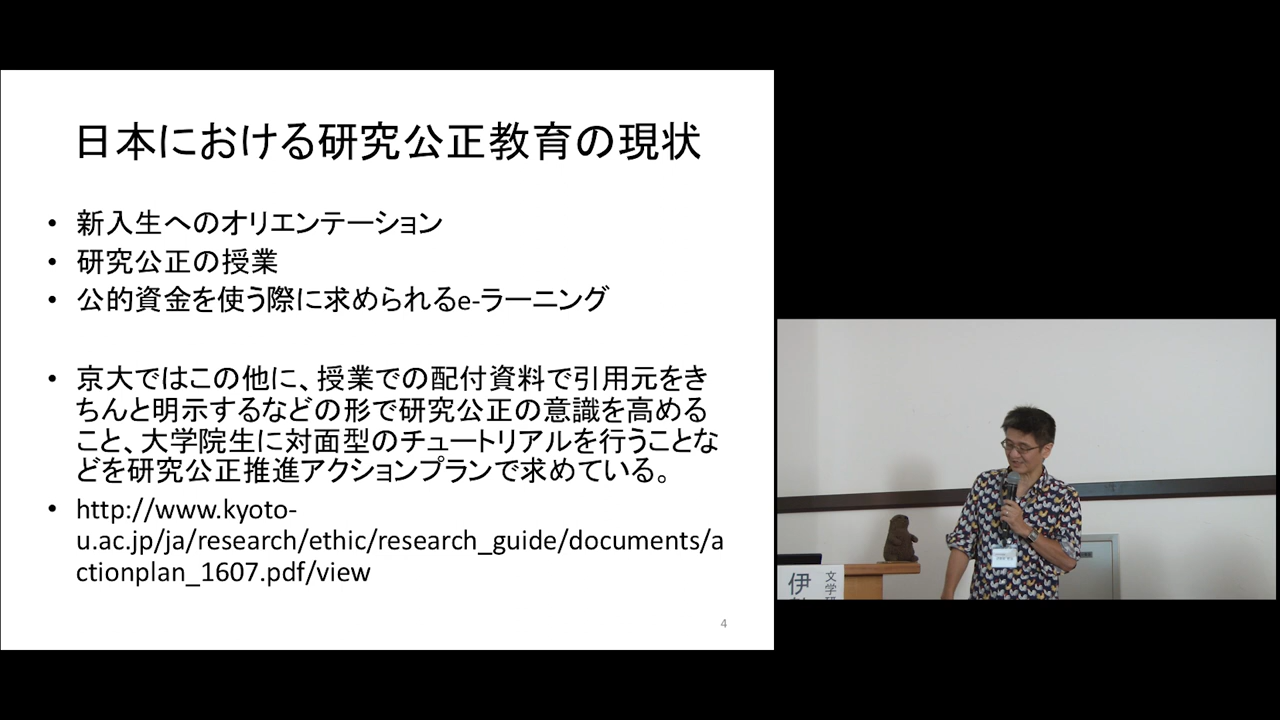 日本における研究公正教育の現状
• 新入生へのオリエンテーション
• 研究公正の授業
• 公的資金を使う際に求められるe-ラーニング
• 京大ではこの他に、授業での配付資料で引用元をき
ちんと明示するなどの形で研究公正の意識を高める
こと、大学院生に対面型のチュートリアルを行うことな
どを研究公正推進アクションプランで求めている。
• http://www.kyoto-
u.ac.jp/ja/research/ethic/research_guide/documents/a
ctionplan_1607.pdf/view
4
伊
文学研